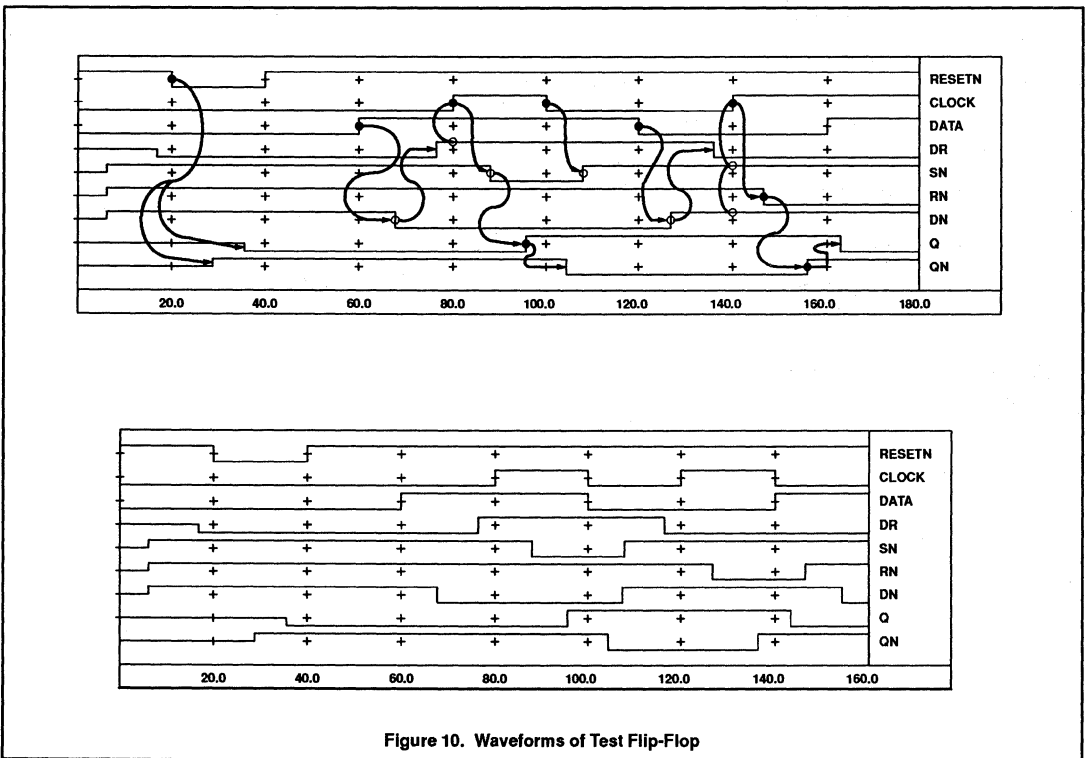 RESETN
CLOCK
DATA
DR
SN
RN
DN
Q
QN
20.0 40.0 60.0 80.0 100.0 120.0 140.0 160.0 180.0
RESETN
CLOCK
DATA
DR
SN
RN
DN
Q
QN
20.0 40.0 60.0 80.0 100.0 120.0 140.0 160.0
Figure 10. Waveforms of Test Flip-Flop